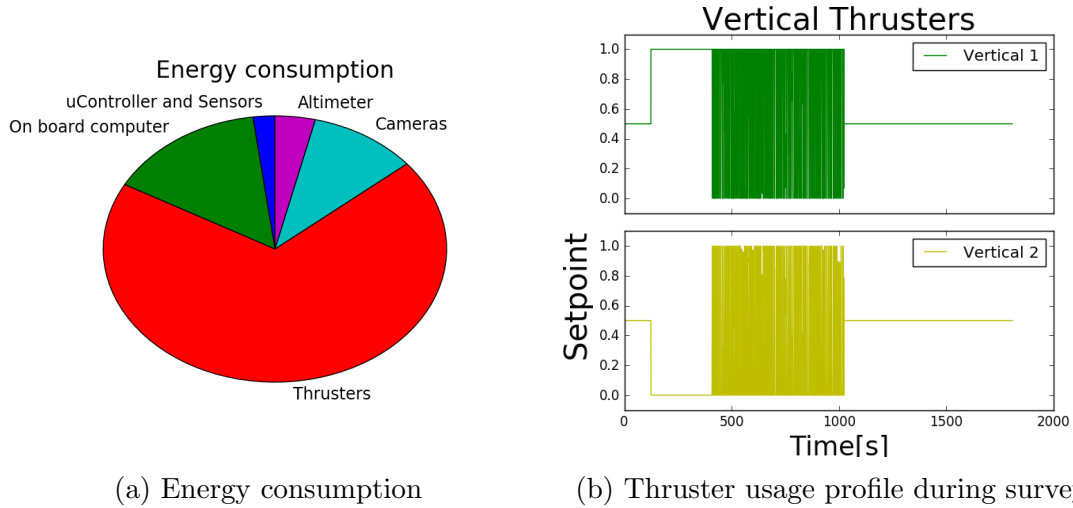 Energy consumption
uController and Sensors
Altimeter
On board computer
Cameras
Thrusters
(a) Energy consumption
Vertical Thrusters
Setpoint
1.0
0.8
0.6
0.4
0.2
0.0
Vertical 1
1.0
0.8
0.6
0.4
0.2
0.0
Vertical 2
0
500
1000
1500
2000
Time[s]
(b) Thruster usage profile during surve